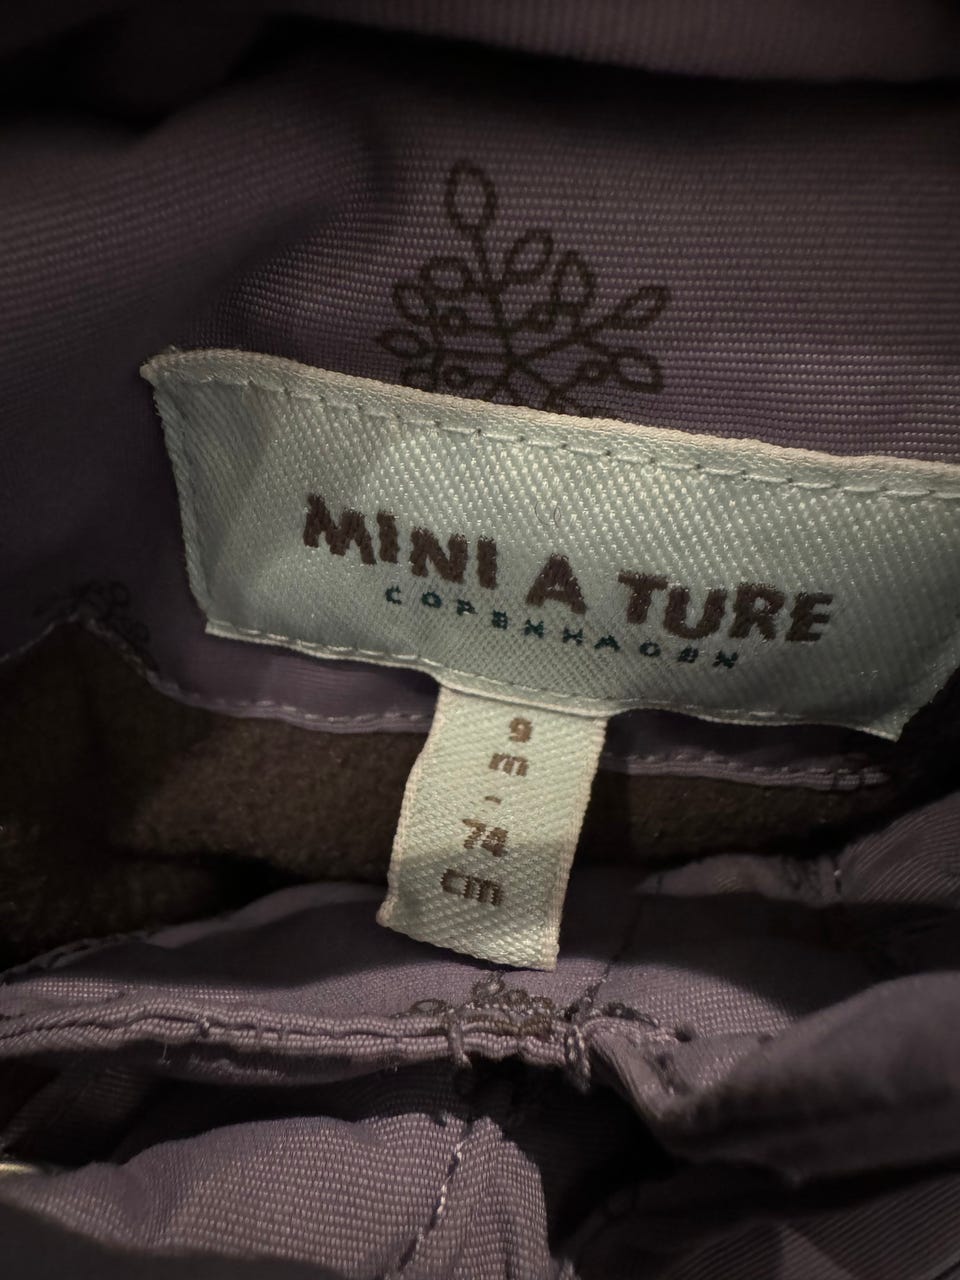 MINI A TURE
COPENHAGEN
9
m
-
74
cm